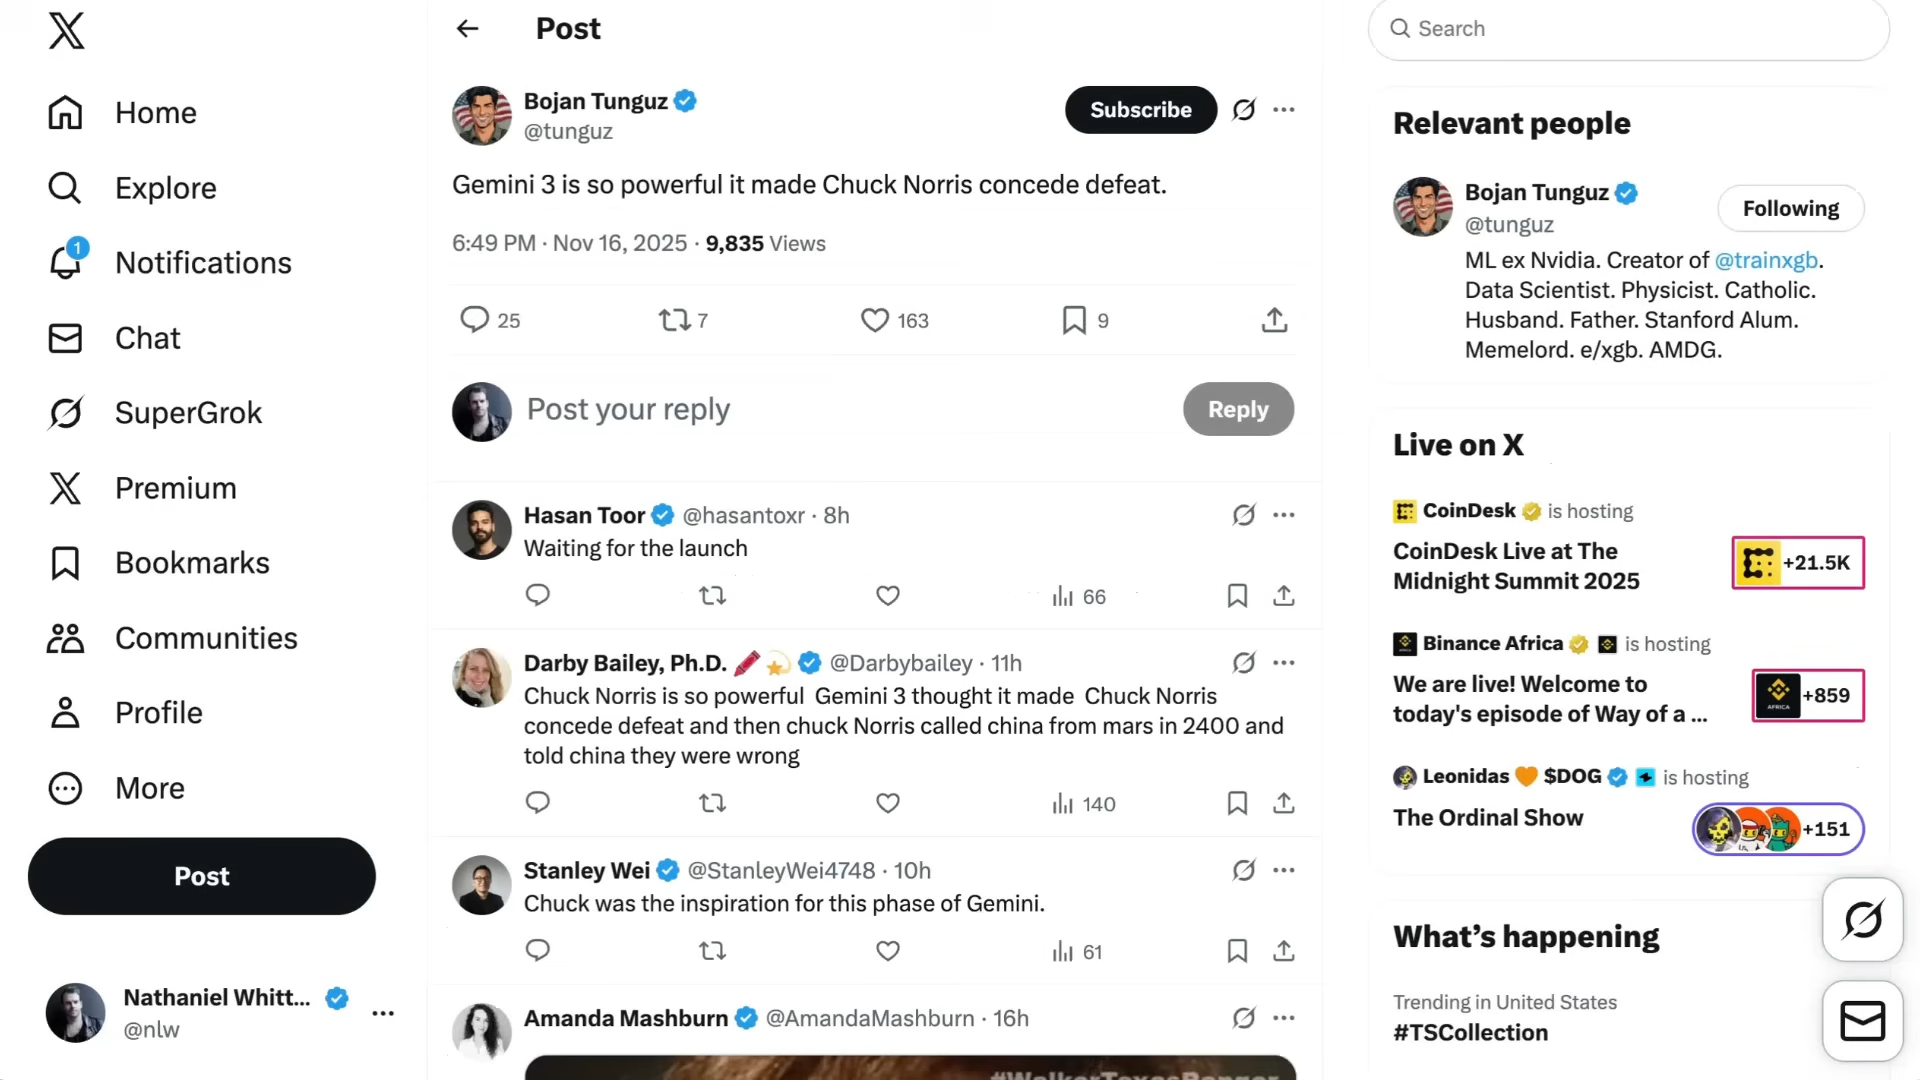 Home
Explore
1
Notifications
Chat
SuperGrok
Premium
Bookmarks
Communities
Profile
More
Post
Nathaniel Whitt...
@nlw
Post
Bojan Tunguz
@tunguz
Subscribe
Gemini 3 is so powerful it made Chuck Norris concede defeat.
6:49 PM · Nov 16, 2025 · 9,835 Views
25 7 163 9
Post your reply
Reply
Hasan Toor @hasantoxr · 8h
Waiting for the launch
66
Darby Bailey, Ph.D. @Darbybailey · 11h
Chuck Norris is so powerful Gemini 3 thought it made Chuck Norris
concede defeat and then chuck Norris called china from mars in 2400 and
told china they were wrong
140
Stanley Wei @StanleyWei4748 · 10h
Chuck was the inspiration for this phase of Gemini.
61
Amanda Mashburn @AmandaMashburn · 16h
#WalkerTexasRanger
Search
Relevant people
Bojan Tunguz
@tunguz
Following
ML ex Nvidia. Creator of @trainxgb.
Data Scientist. Physicist. Catholic.
Husband. Father. Stanford Alum.
Memelord. e/xgb. AMDG.
Live on X
CoinDesk is hosting
CoinDesk Live at The
Midnight Summit 2025
+21.5K
Binance Africa is hosting
We are live! Welcome to
today's episode of Way of a ...
AFRICA
+859
Leonidas $DOG is hosting
The Ordinal Show
+151
What's happening
Trending in United States
#TSCollection